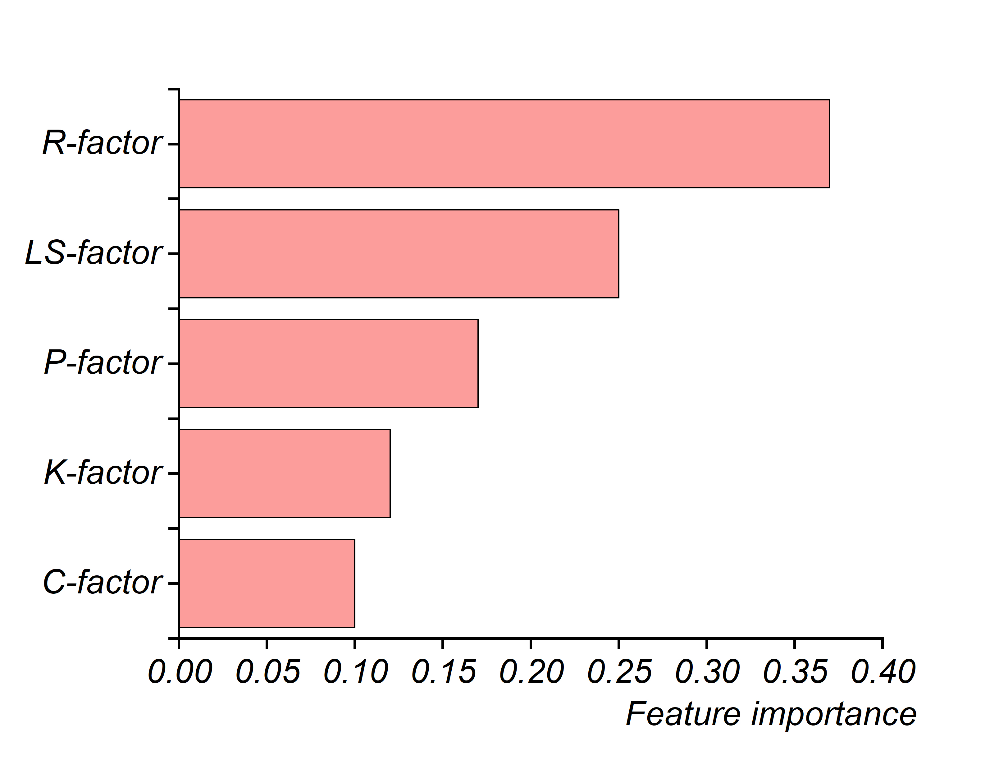 R-factor
LS-factor
P-factor
K-factor
C-factor
0.00 0.05 0.10 0.15 0.20 0.25 0.30 0.35 0.40
Feature importance